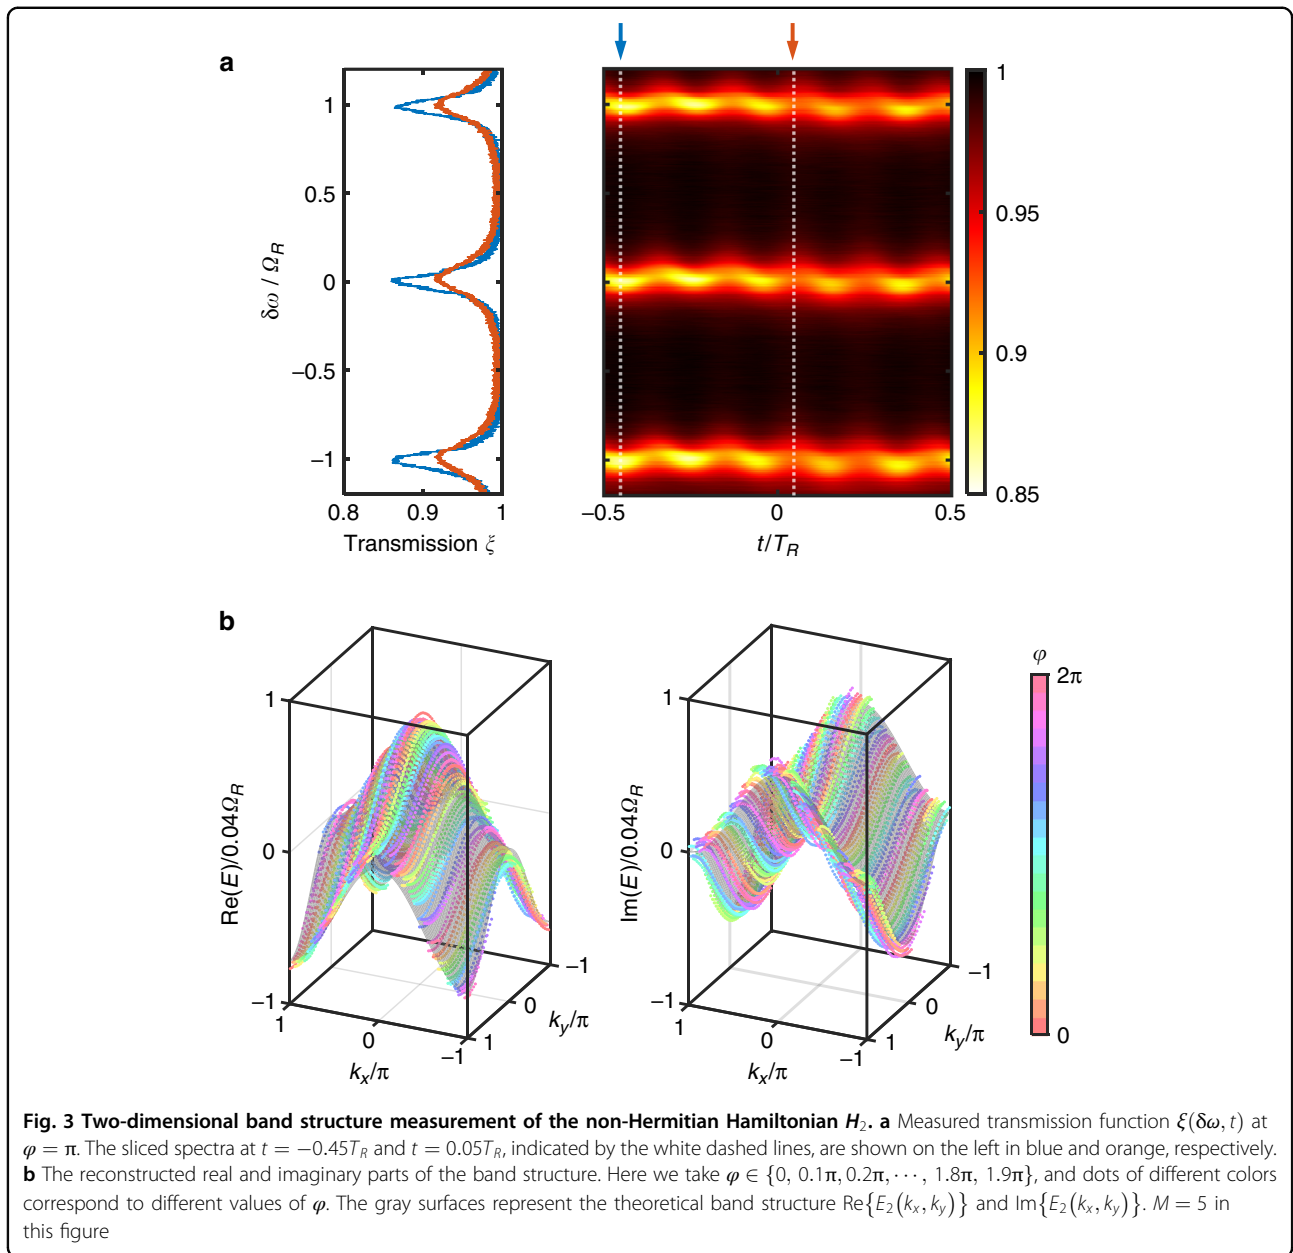 a
1
0.5
0
−0.5
−1
δω / Ω_R
0.8
0.9
1
Transmission ξ
−0.5
0
0.5
t/T_R
1
0.95
0.9
0.85
b
1
0
−1
Re(E)/0.04Ω_R
1
0
−1
k_x/π
1
0
−1
k_y/π
1
0
−1
Im(E)/0.04Ω_R
1
0
−1
k_x/π
1
0
−1
k_y/π
φ
2π
0
Fig. 3 Two-dimensional band structure measurement of the non-Hermitian Hamiltonian H₂. a Measured transmission function ξ(δω, t) at
φ = π. The sliced spectra at t = −0.45T_R and t = 0.05T_R, indicated by the white dashed lines, are shown on the left in blue and orange, respectively.
b The reconstructed real and imaginary parts of the band structure. Here we take φ ∈ {0, 0.1π, 0.2π, ⋯ , 1.8π, 1.9π}, and dots of different colors
correspond to different values of φ. The gray surfaces represent the theoretical band structure Re{E₂(k_x, k_y)} and Im{E₂(k_x, k_y)}. M = 5 in
this figure